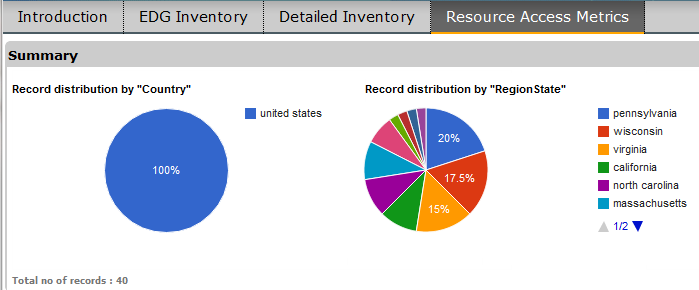 Introduction EDG Inventory Detailed Inventory Resource Access Metrics
Summary
Record distribution by "Country"
united states
100%
Record distribution by "RegionState"
pennsylvania
wisconsin
virginia
california
north carolina
massachusetts
1/2
20%
17.5%
15%
Total no of records : 40